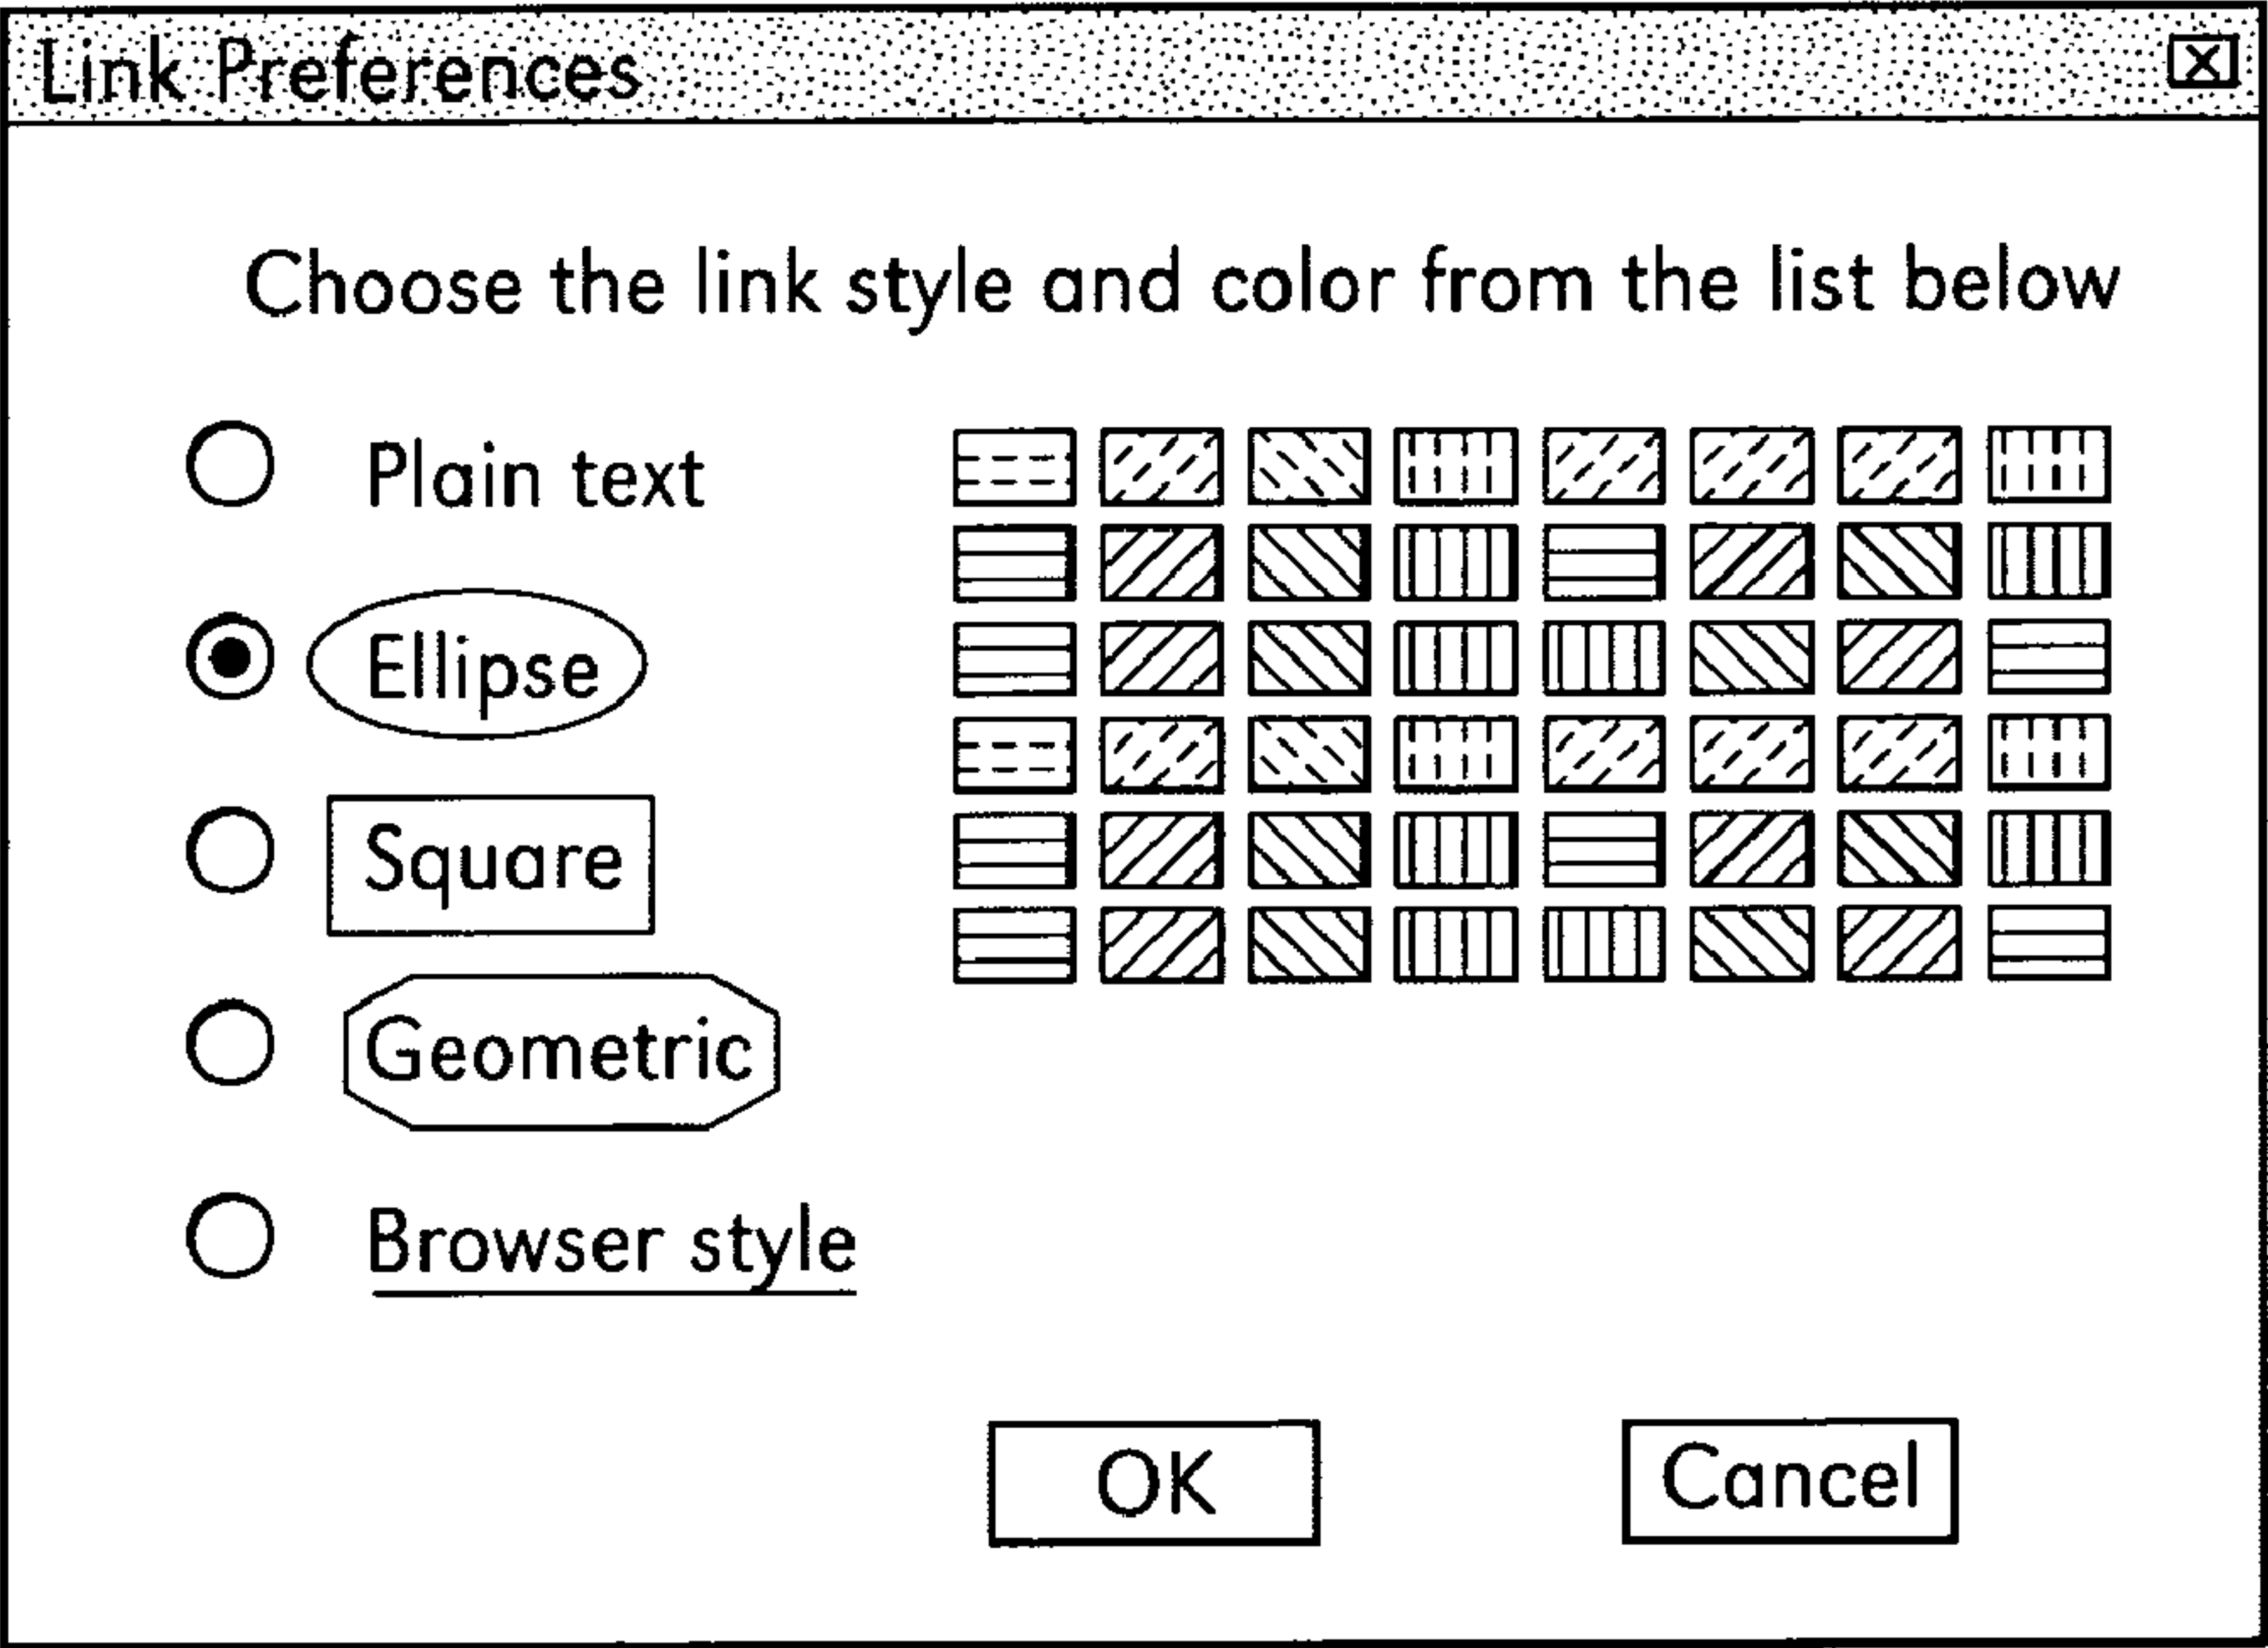 Link Preferences
Choose the link style and color from the list below
Plain text
Ellipse
Square
Geometric
Browser style
OK
Cancel